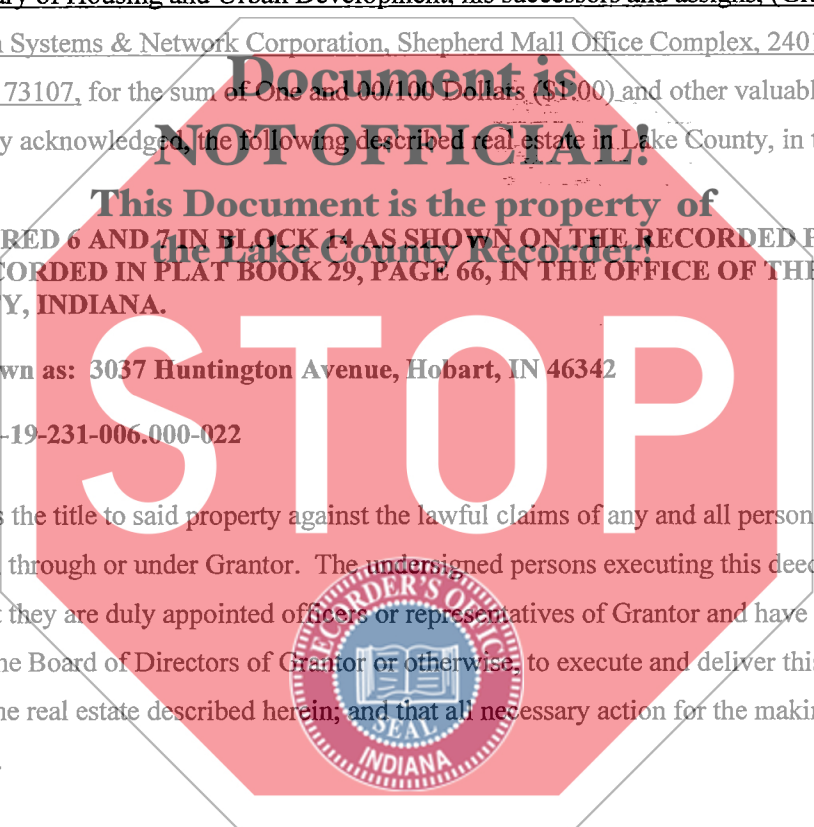 ry of Housing and Urban Development, his successors and assigns, (Gr
n Systems & Network Corporation, Shepherd Mall Office Complex, 240
Document is
73107, for the sum of One and 00/100 Dollars ($1.00) and other valuabl
y acknowledged, the following described real estate in Lake County, in t
NOT OFFICIAL!
This Document is the property of
RED 6 AND 7 IN BLOCK 14 AS SHOWN ON THE RECORDED P
the Lake County Recorder!
CORDED IN PLAT BOOK 29, PAGE 66, IN THE OFFICE OF THE
Y, INDIANA.
wn as: 3037 Huntington Avenue, Hobart, IN 46342
-19-231-006.000-022
STOP
s the title to said property against the lawful claims of any and all person
through or under Grantor. The undersigned persons executing this deed
t they are duly appointed officers or representatives of Grantor and have
he Board of Directors of Grantor or otherwise, to execute and deliver this
he real estate described herein; and that all necessary action for the makin
RECORDER'S OFFICE
SEAL
INDIANA